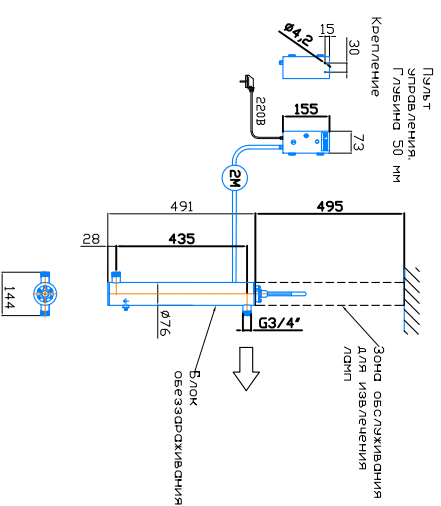 Пульт
управления.
Глубина 50 мм
Крепление
15
30
ø4,2
155
73
220В
2М
491
495
28
435
144
ø76
G3/4"
Зона обслуживания
для извлечения
ламп
Блок
обеззараживания